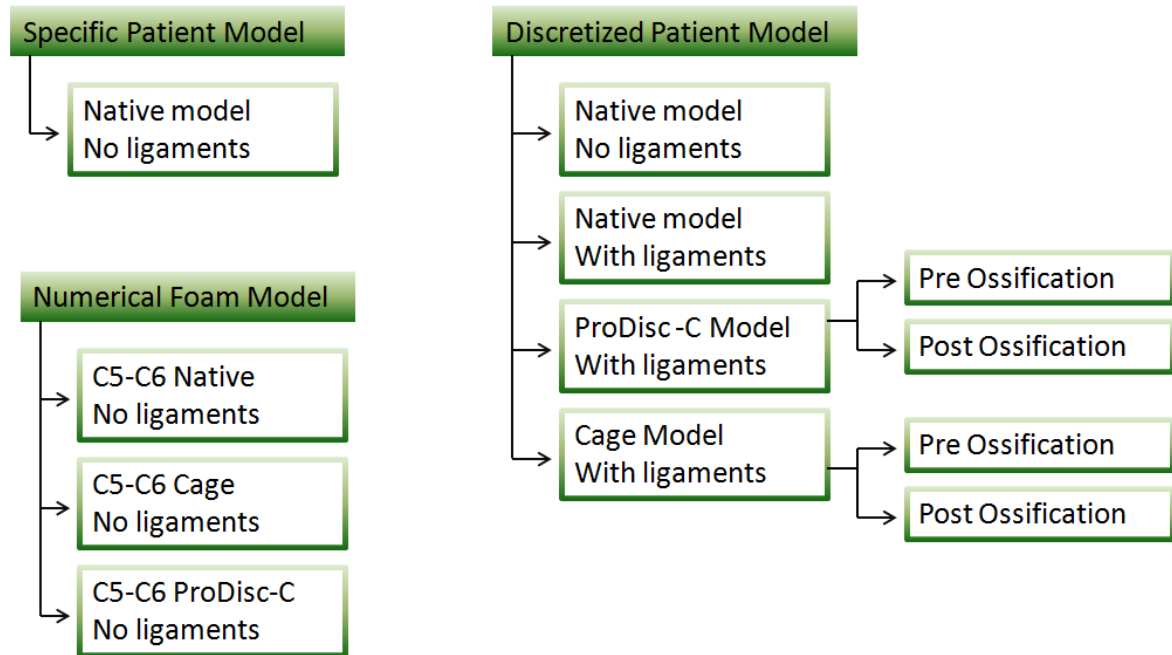 Specific Patient Model
Native model
No ligaments
Numerical Foam Model
C5-C6 Native
No ligaments
C5-C6 Cage
No ligaments
C5-C6 ProDisc-C
No ligaments
Discretized Patient Model
Native model
No ligaments
Native model
With ligaments
ProDisc -C Model
With ligaments
Pre Ossification
Post Ossification
Cage Model
With ligaments
Pre Ossification
Post Ossification